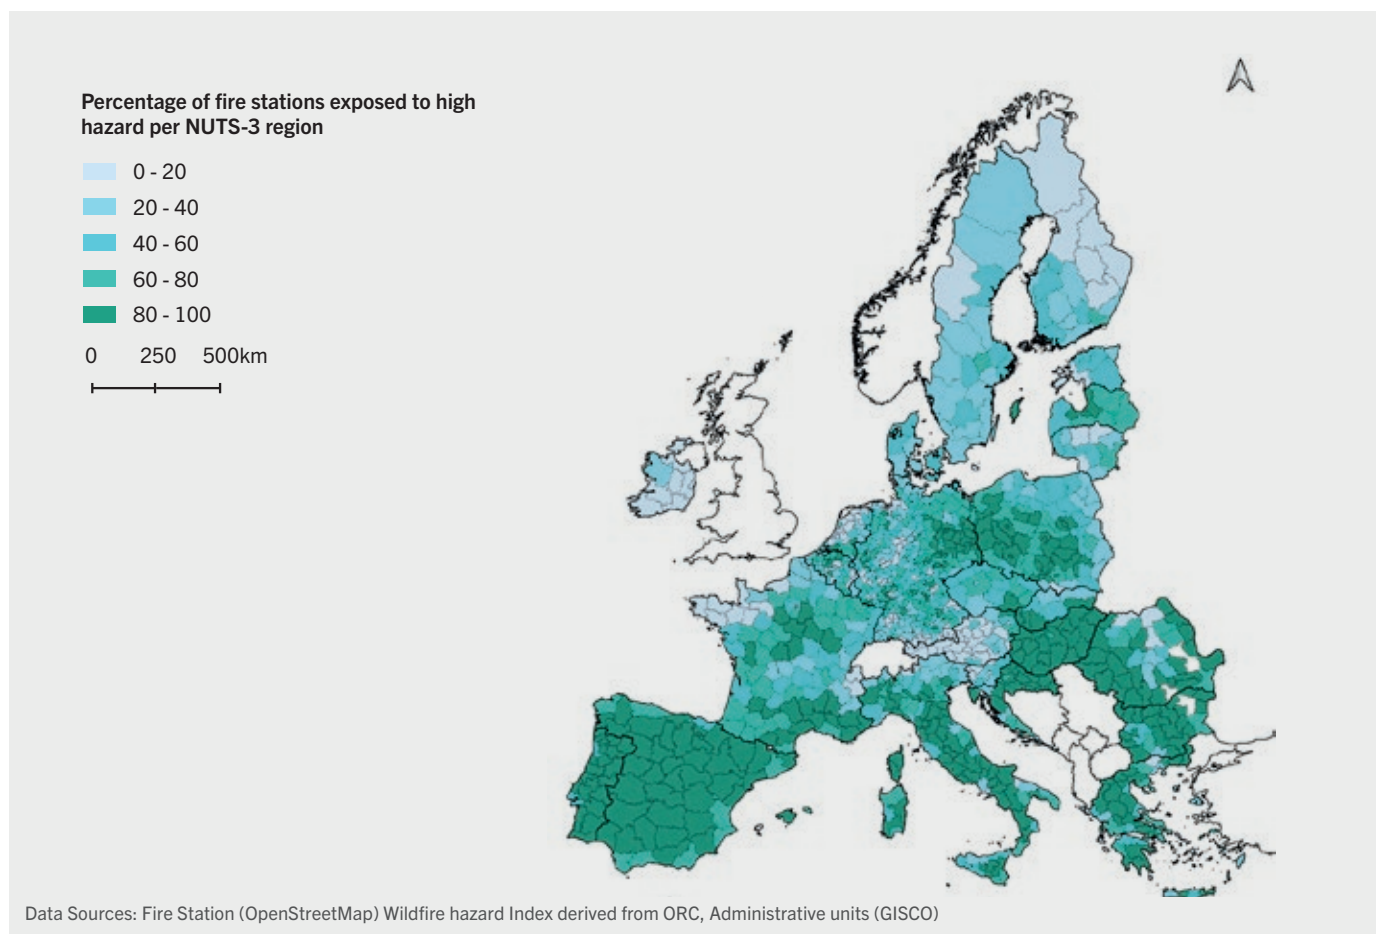 Percentage of fire stations exposed to high
hazard per NUTS-3 region
0 - 20
20 - 40
40 - 60
60 - 80
80 - 100
0 250 500km
Data Sources: Fire Station (OpenStreetMap) Wildfire hazard Index derived from ORC, Administrative units (GISCO)